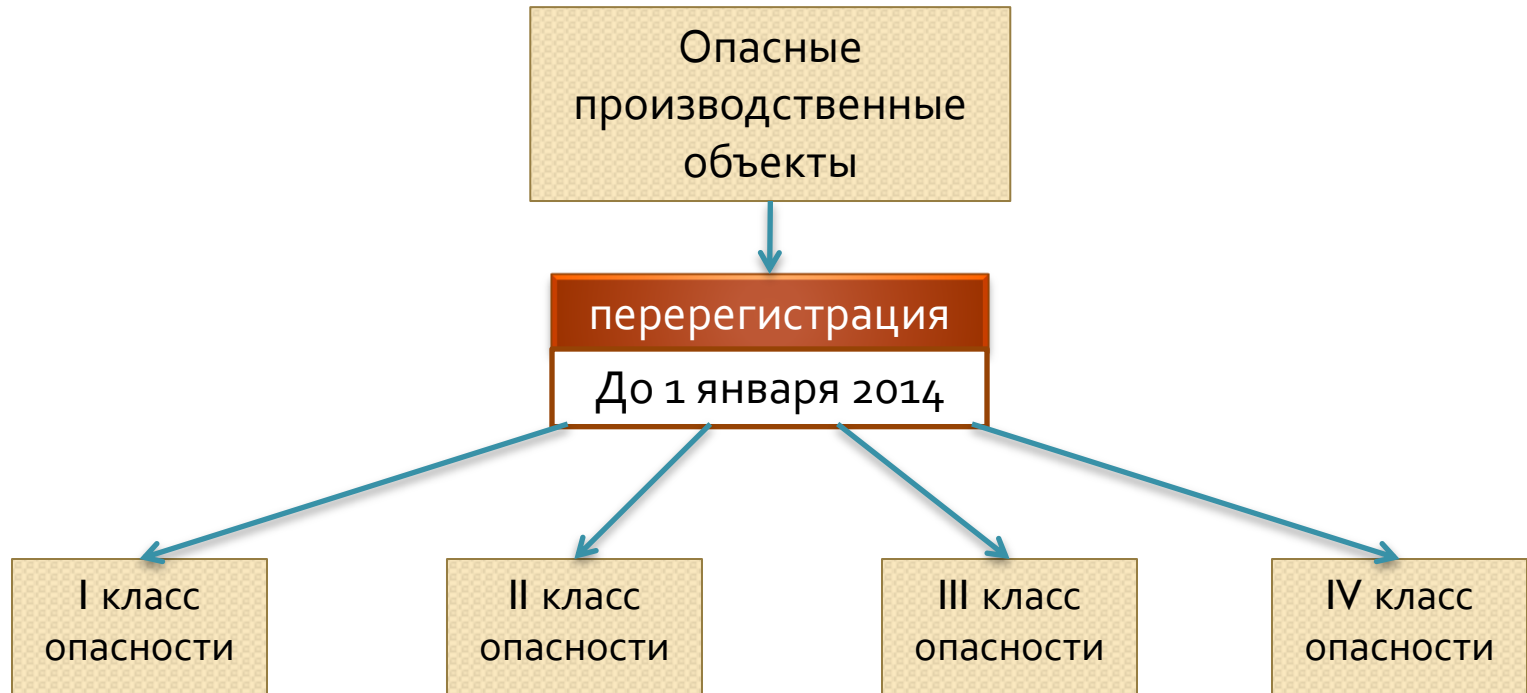 Опасные
производственные
объекты
перерегистрация
До 1 января 2014
I класс
опасности
II класс
опасности
III класс
опасности
IV класс
опасности